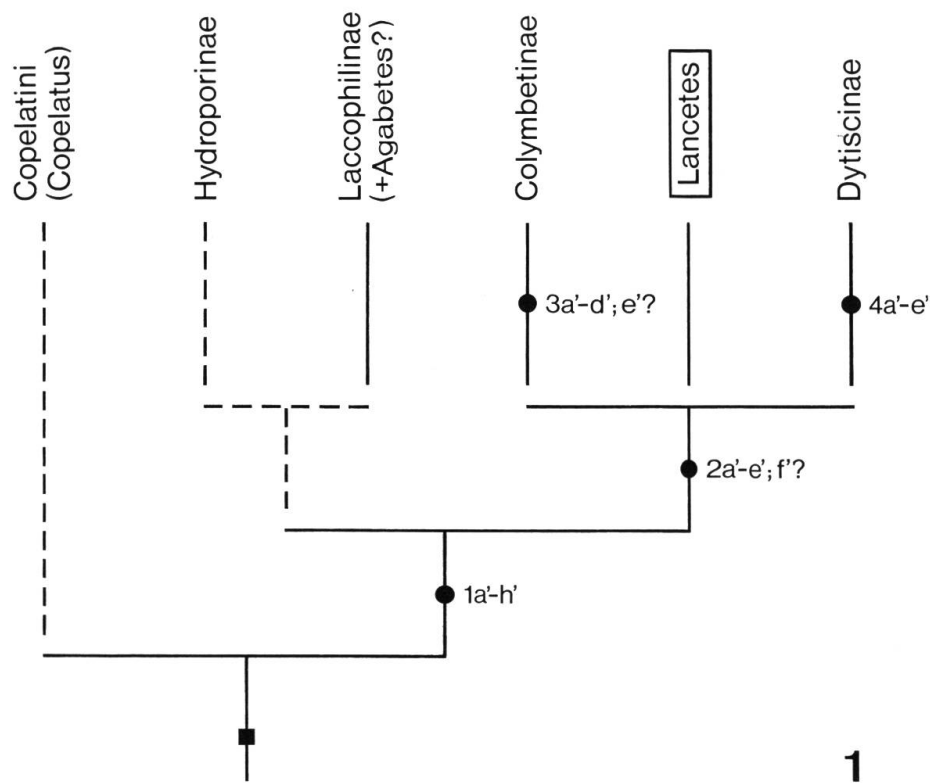 Copelatini
(Copelatus)
Hydroporinae
Laccophilinae
(+Agabetes?)
Colymbetinae
Lancetes
Dytiscinae
3a'-d'; e'?
4a'-e'
2a'-e'; f'?
1a'-h'
1